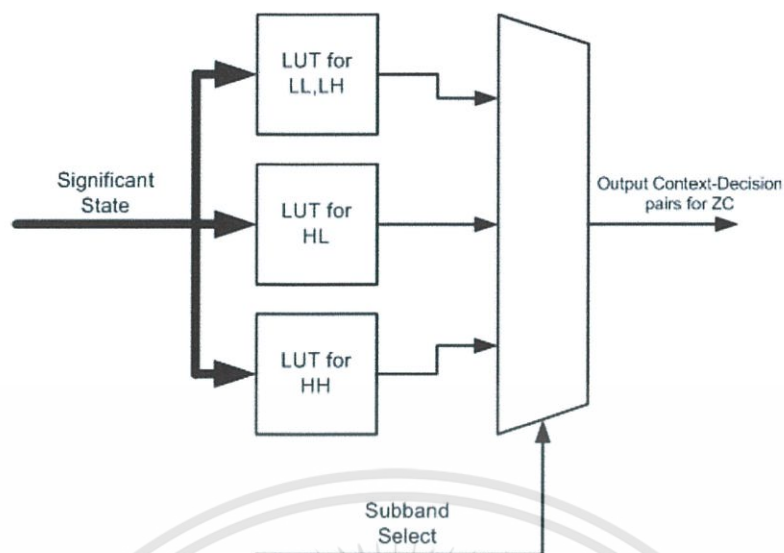 LUT for
LL,LH
Significant
State
LUT for
HL
Output Context-Decision
pairs for ZC
LUT for
HH
Subband
Select